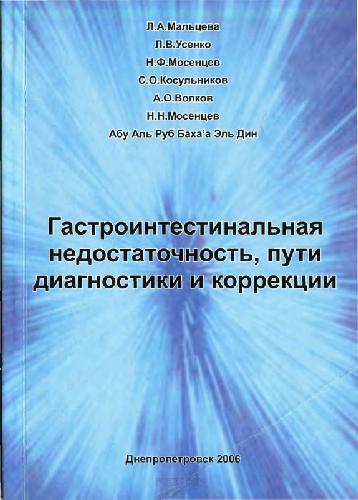 Л.А.Мальцева
Л.В.Усенко
Н.Ф.Мосенцев
С.О.Косульников
А.О.Волков
Н.Н.Мосенцев
Абу Аль Руб Баха'а Эль Дин
Гастроинтестинальная
недостаточность, пути
диагностики и коррекции
Днепропетровск 2006